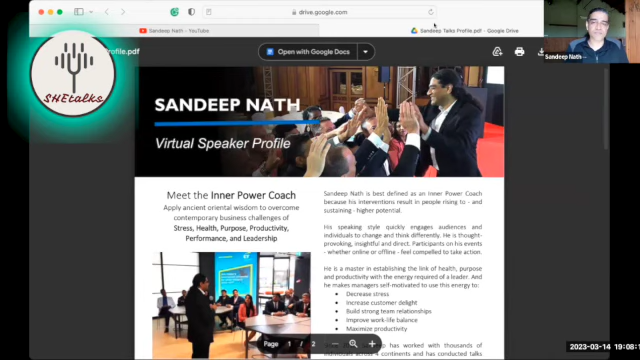 drive.google.com
Sandeep Nath - YouTube
Sandeep Talks Profile.pdf - Google Drive
Profile.pdf
Open with Google Docs
Sandeep Nath
SHEtalks
SANDEEP NATH
Virtual Speaker Profile
Meet the Inner Power Coach
Apply ancient oriental wisdom to overcome
contemporary business challenges of
Stress, Health, Purpose, Productivity,
Performance, and Leadership
Sandeep Nath is best defined as an Inner Power Coach
because his interventions result in people rising to - and
sustaining - higher potential.
His speaking style quickly engages audiences and
individuals to change and think differently. He is thought-
provoking, insightful and direct. Participants on his events
- whether online or offline - feel compelled to take action.
He is a master in establishing the link of health, purpose
and productivity with the energy required of a leader. And
he makes managers self-motivated to use this energy to:
• Decrease stress
• Increase customer delight
• Build strong team relationships
• Improve work-life balance
• Maximize productivity
has worked with thousands of
individuals across 4 continents and has conducted talks
Page 1 / 2
2023-03-14 19:08:1